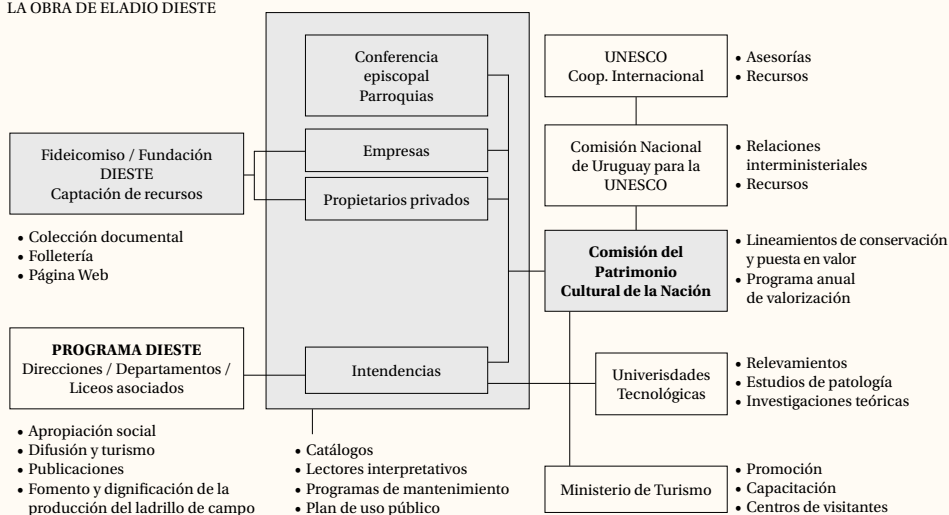 LA OBRA DE ELADIO DIESTE
Conferencia
episcopal
Parroquias
Empresas
Propietarios privados
Intendencias
Fideicomiso / Fundación
DIESTE
Captación de recursos
• Colección documental
• Folletería
• Página Web
PROGRAMA DIESTE
Direcciones / Departamentos /
Liceos asociados
• Apropiación social
• Difusión y turismo
• Publicaciones
• Fomento y dignificación de la
producción del ladrillo de campo
• Catálogos
• Lectores interpretativos
• Programas de mantenimiento
• Plan de uso público
UNESCO
Coop. Internacional
• Asesorías
• Recursos
Comisión Nacional
de Uruguay para la
UNESCO
• Relaciones
interministeriales
• Recursos
Comisión del
Patrimonio
Cultural de la Nación
• Lineamientos de conservación
y puesta en valor
• Programa anual
de valorización
Univerisdades
Tecnológicas
• Relevamientos
• Estudios de patología
• Investigaciones teóricas
Ministerio de Turismo
• Promoción
• Capacitación
• Centros de visitantes